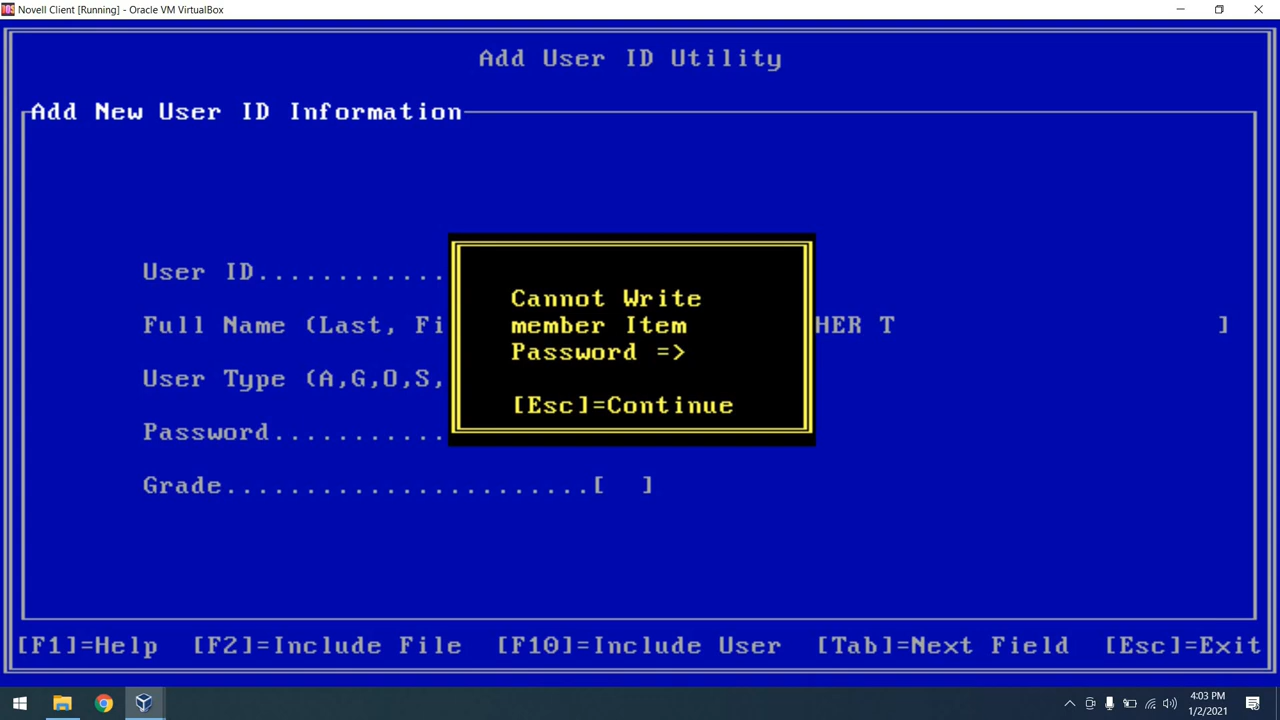 Novell Client [Running] - Oracle VM VirtualBox
Add User ID Utility
Add New User ID Information
User ID............
Cannot Write
Full Name (Last, Fi
member Item
HER T ]
Password =>
User Type (A,G,O,S,
[Esc]=Continue
Password...........
Grade.......................[ ]
[F1]=Help [F2]=Include File [F10]=Include User [Tab]=Next Field [Esc]=Exit
4:03 PM
1/2/2021